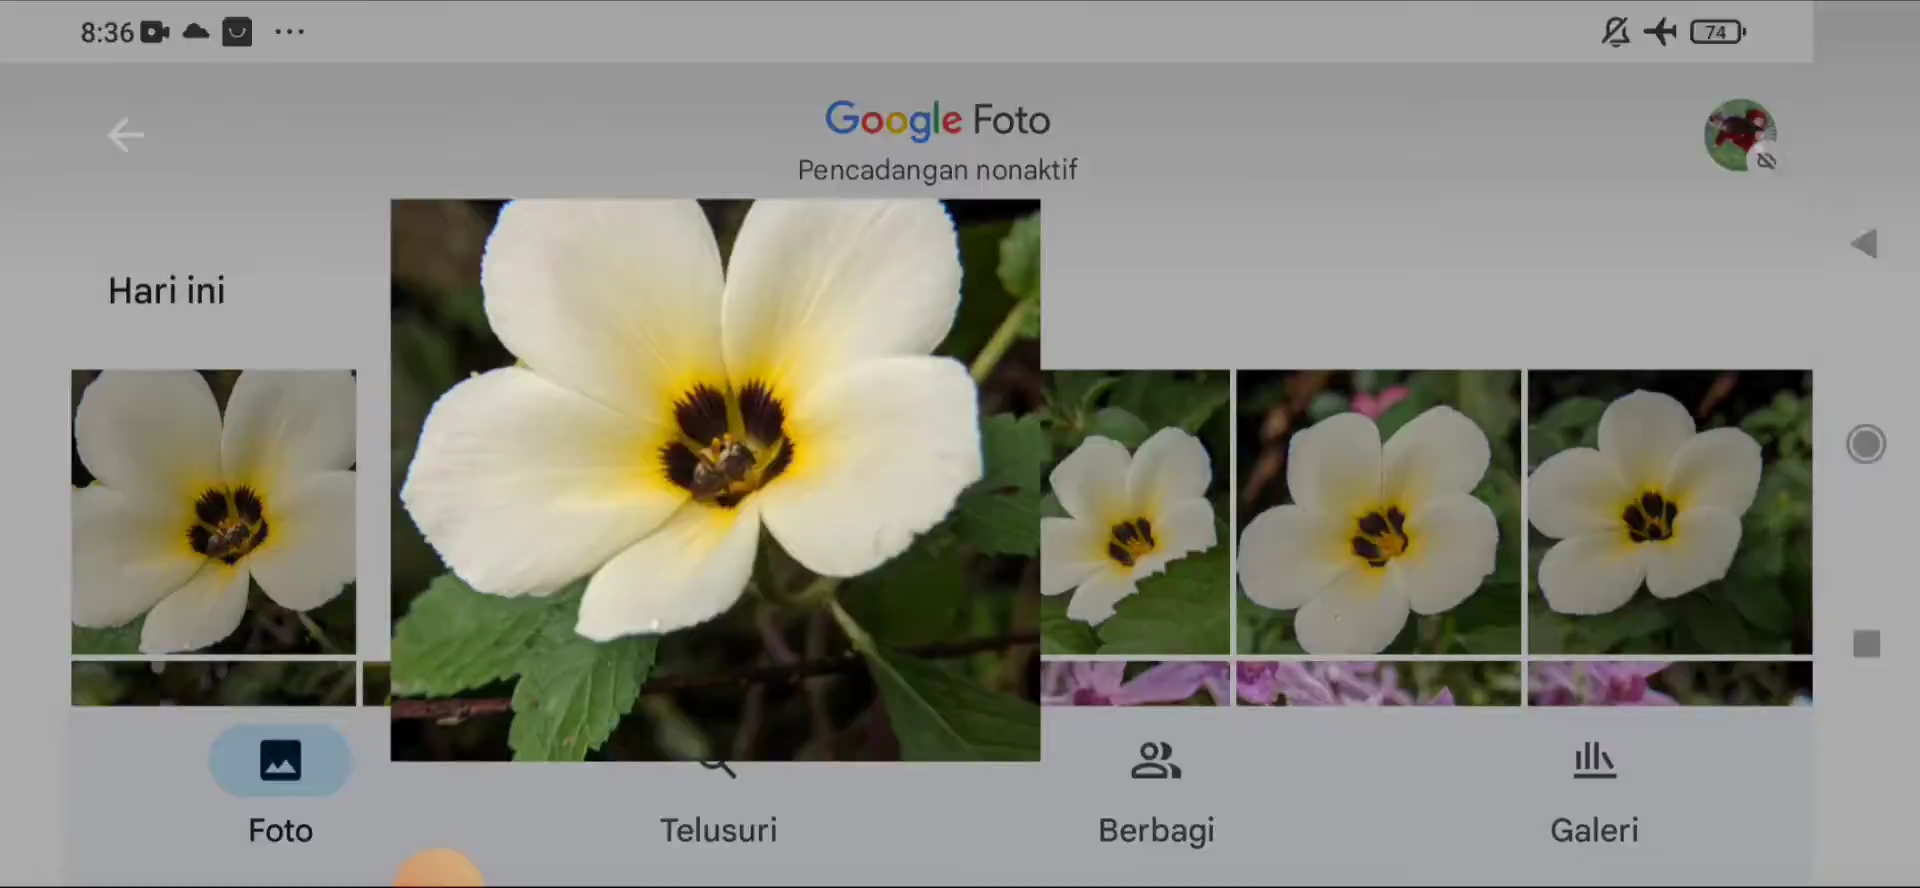 8:36
74
Google Foto
Pencadangan nonaktif
Hari ini
Foto
Telusuri
Berbagi
Galeri